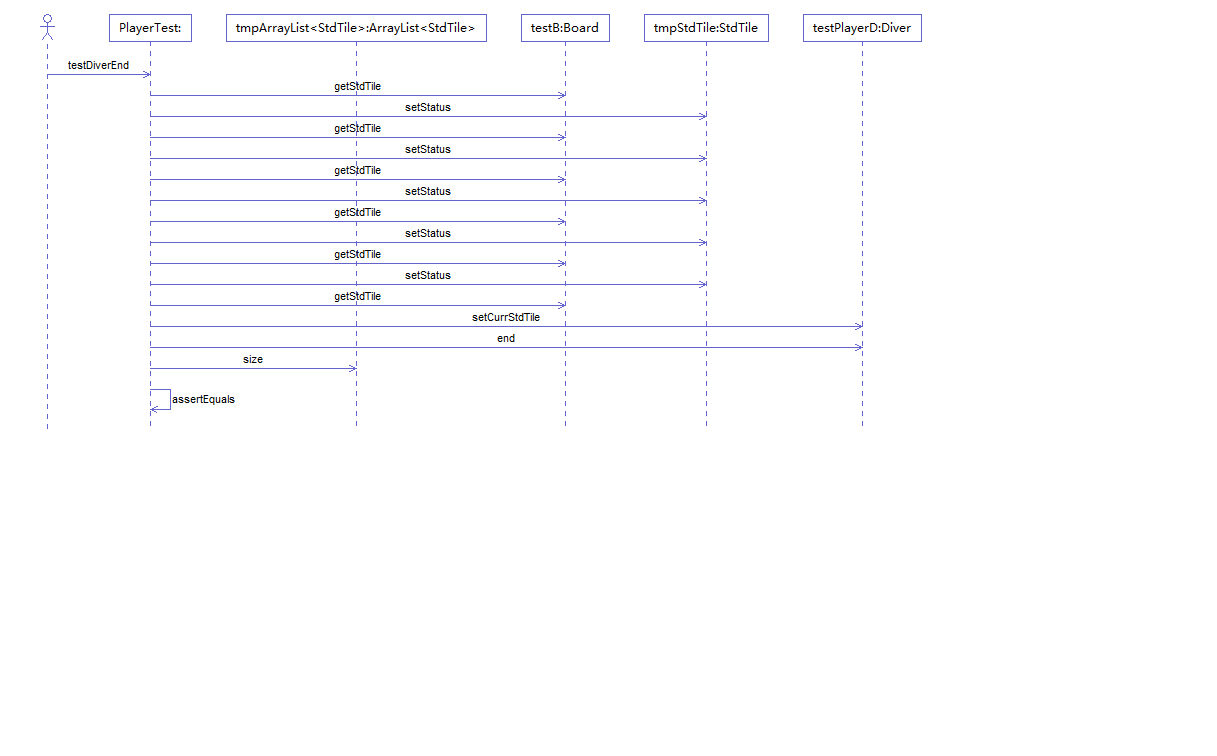 PlayerTest:
tmpArrayList<StdTile>:ArrayList<StdTile>
testB:Board
tmpStdTile:StdTile
testPlayerD:Diver
testDiverEnd
getStdTile
setStatus
getStdTile
setStatus
getStdTile
setStatus
getStdTile
setStatus
getStdTile
setStatus
getStdTile
setCurrStdTile
end
size
assertEquals